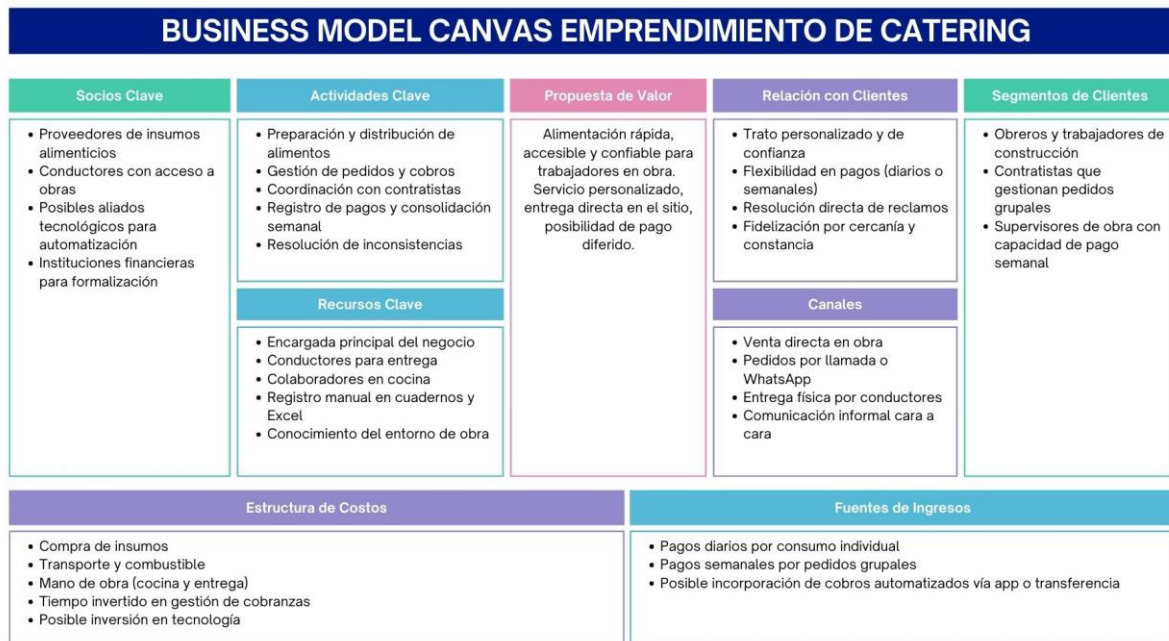 BUSINESS MODEL CANVAS EMPRENDIMIENTO DE CATERING
Socios Clave
• Proveedores de insumos
alimenticios
• Conductores con acceso a
obras
• Posibles aliados
tecnológicos para
automatización
• Instituciones financieras
para formalización
Actividades Clave
• Preparación y distribución de
alimentos
• Gestión de pedidos y cobros
• Coordinación con contratistas
• Registro de pagos y consolidación
semanal
• Resolución de inconsistencias
Recursos Clave
• Encargada principal del negocio
• Conductores para entrega
• Colaboradores en cocina
• Registro manual en cuadernos y
Excel
• Conocimiento del entorno de obra
Propuesta de Valor
Alimentación rápida,
accesible y confiable para
trabajadores en obra.
Servicio personalizado,
entrega directa en el sitio,
posibilidad de pago
diferido.
Relación con Clientes
• Trato personalizado y de
confianza
• Flexibilidad en pagos (diarios o
semanales)
• Resolución directa de reclamos
• Fidelización por cercanía y
constancia
Canales
• Venta directa en obra
• Pedidos por llamada o
WhatsApp
• Entrega física por conductores
• Comunicación informal cara a
cara
Segmentos de Clientes
• Obreros y trabajadores de
construcción
• Contratistas que
gestionan pedidos
grupales
• Supervisores de obra con
capacidad de pago
semanal
Estructura de Costos
• Compra de insumos
• Transporte y combustible
• Mano de obra (cocina y entrega)
• Tiempo invertido en gestión de cobranzas
• Posible inversión en tecnología
Fuentes de Ingresos
• Pagos diarios por consumo individual
• Pagos semanales por pedidos grupales
• Posible incorporación de cobros automatizados vía app o transferencia